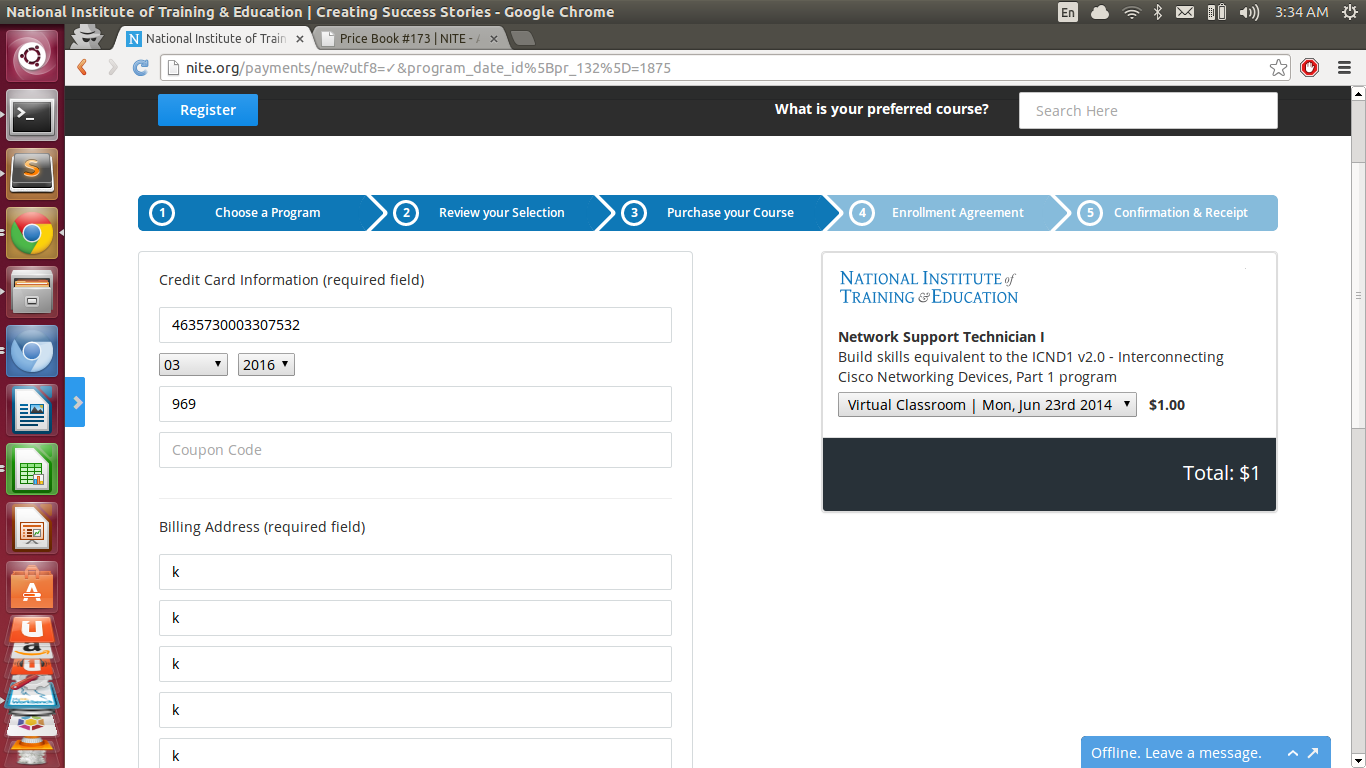 National Institute of Training & Education | Creating Success Stories - Google Chrome
En
3:34 AM
National Institute of Train
Price Book #173 | NITE - A
nite.org/payments/new?utf8=✓&program_date_id%5Bpr_132%5D=1875
Register
What is your preferred course?
Search Here
1 Choose a Program
2 Review your Selection
3 Purchase your Course
4 Enrollment Agreement
5 Confirmation & Receipt
Credit Card Information (required field)
4635730003307532
03 2016
969
Coupon Code
Billing Address (required field)
k
k
k
k
k
NATIONAL INSTITUTE of
TRAINING & EDUCATION
Network Support Technician I
Build skills equivalent to the ICND1 v2.0 - Interconnecting
Cisco Networking Devices, Part 1 program
Virtual Classroom | Mon, Jun 23rd 2014 $1.00
Total: $1
Offline. Leave a message.